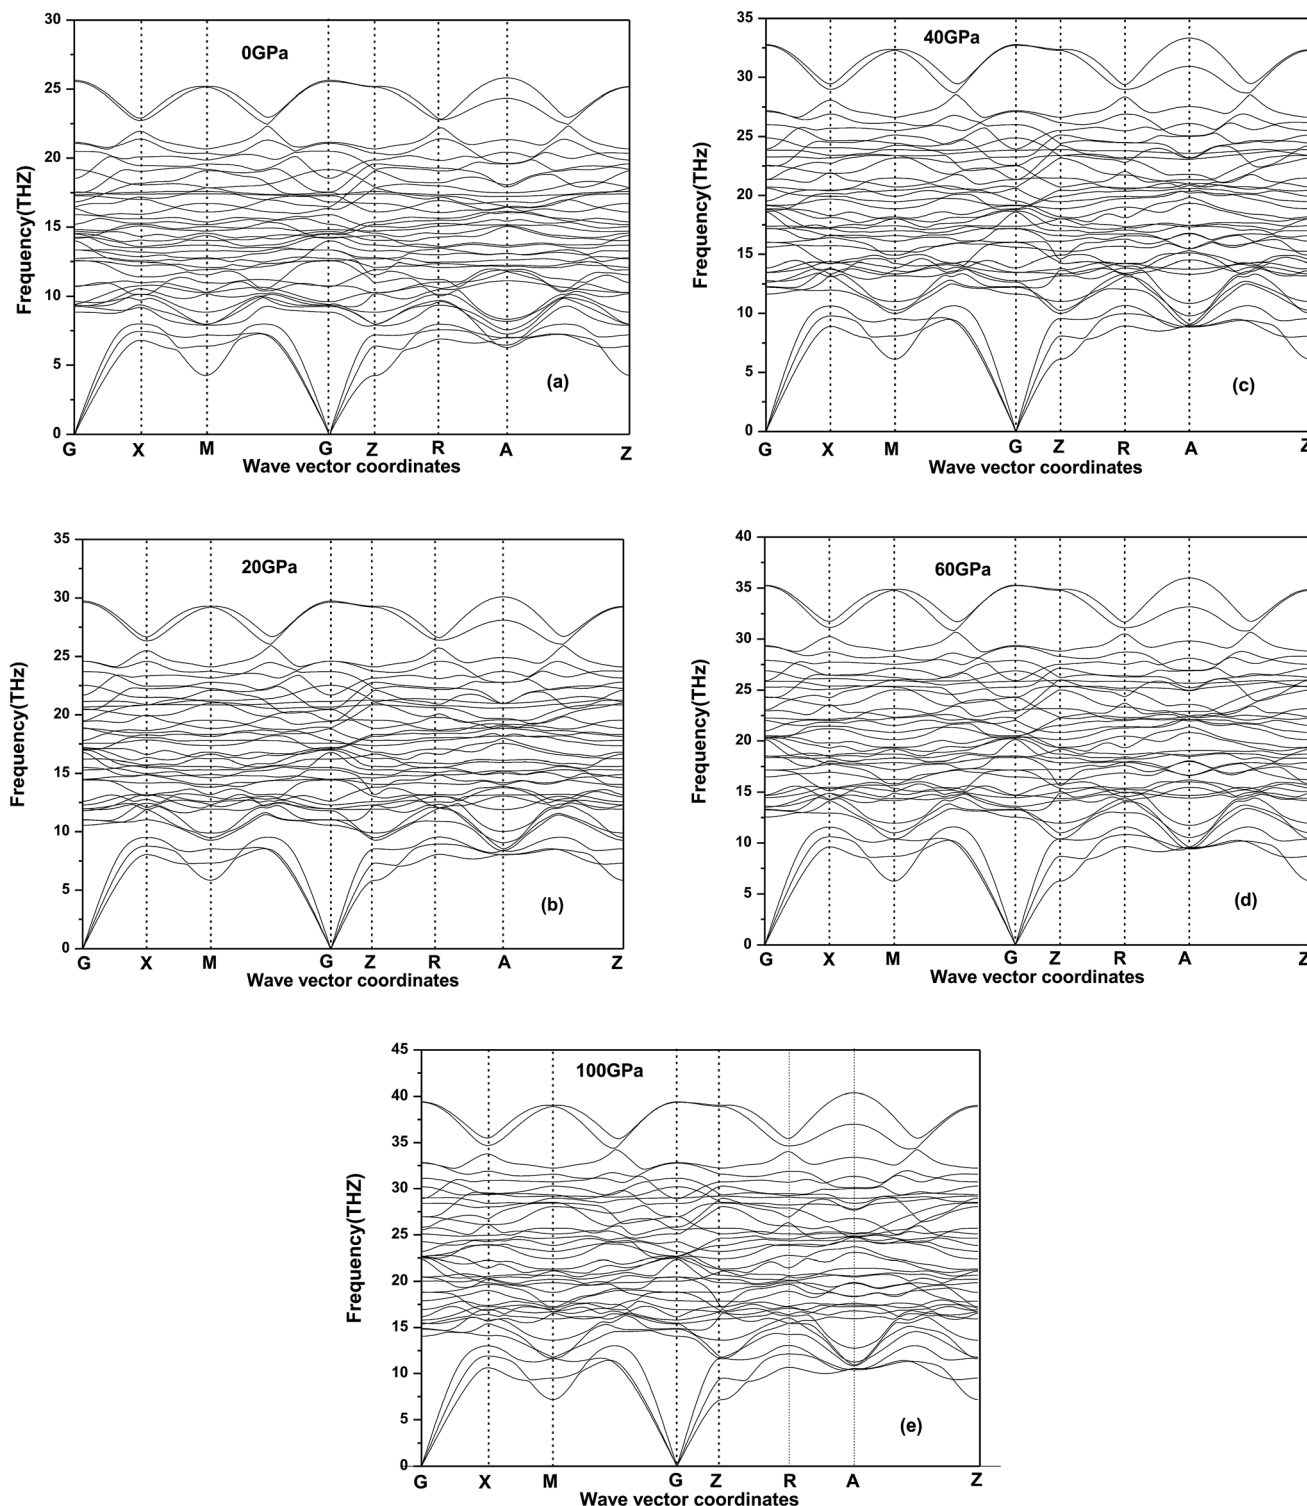 30
25
20
15
10
5
0
Frequency(THZ)
0GPa
(a)
G X M G Z R A Z
Wave vector coordinates
35
30
25
20
15
10
5
0
Frequency(THz)
40GPa
(c)
G X M G Z R A Z
Wave vector coordinates
35
30
25
20
15
10
5
0
Frequency(THz)
20GPa
(b)
G X M G Z R A Z
Wave vector coordinates
40
35
30
25
20
15
10
5
0
Frequency(THz)
60GPa
(d)
G X M G Z R A Z
Wave vector coordinates
45
40
35
30
25
20
15
10
5
0
Frequency(THZ)
100GPa
(e)
G X M G Z R A Z
Wave vector coordinates